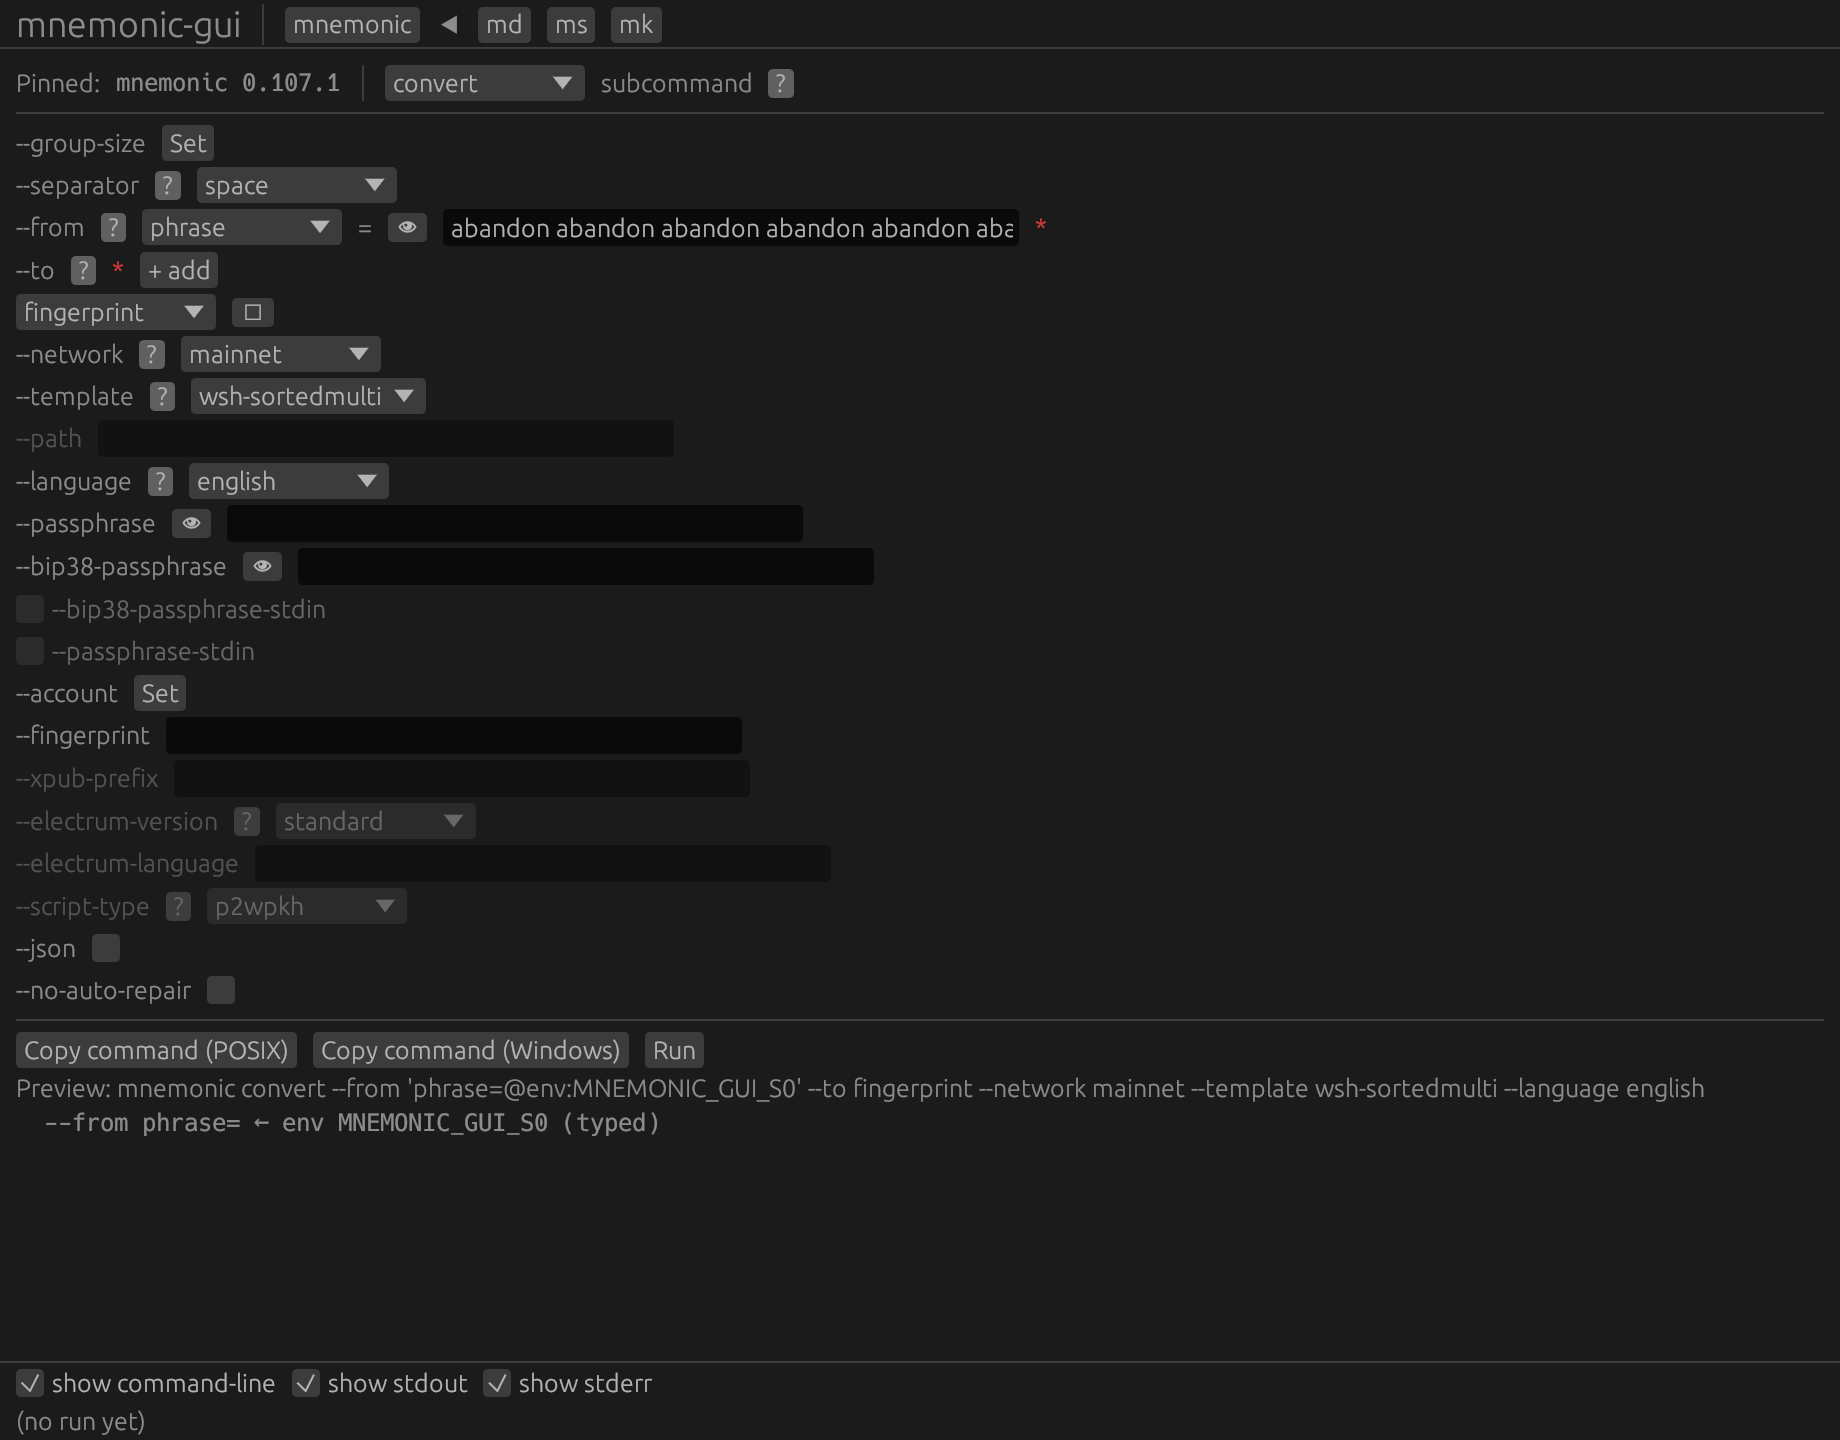 mnemonic-gui mnemonic ◀ md ms mk
Pinned: mnemonic 0.107.1 convert ▼ subcommand ?
--group-size Set
--separator ? space ▼
--from ? phrase ▼ = 👁 abandon abandon abandon abandon abandon aba *
--to ? * + add
fingerprint ▼ □
--network ? mainnet ▼
--template ? wsh-sortedmulti ▼
--path
--language ? english ▼
--passphrase 👁
--bip38-passphrase 👁
--bip38-passphrase-stdin
--passphrase-stdin
--account Set
--fingerprint
--xpub-prefix
--electrum-version ? standard ▼
--electrum-language
--script-type ? p2wpkh ▼
--json
--no-auto-repair
Copy command (POSIX) Copy command (Windows) Run
Preview: mnemonic convert --from 'phrase=@env:MNEMONIC_GUI_S0' --to fingerprint --network mainnet --template wsh-sortedmulti --language english
--from phrase= ← env MNEMONIC_GUI_S0 (typed)
show command-line show stdout show stderr
(no run yet)